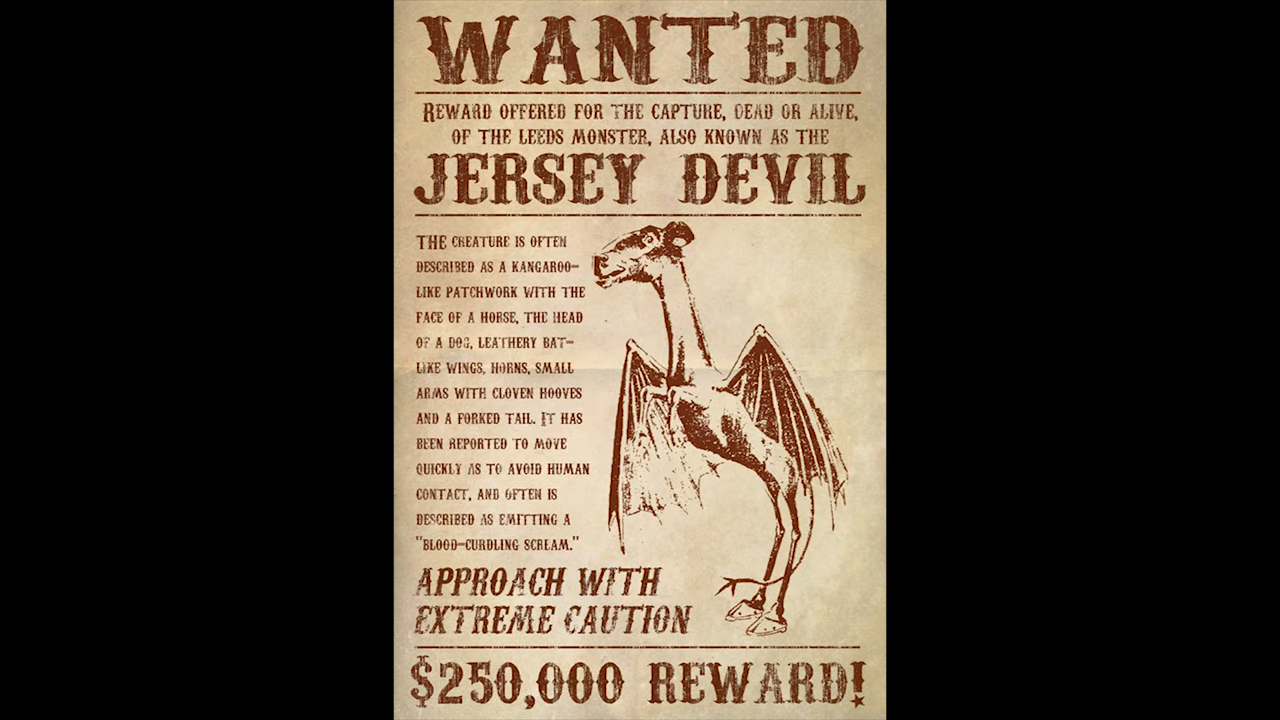 WANTED
REWARD OFFERED FOR THE CAPTURE, DEAD OR ALIVE,
OF THE LEEDS MONSTER, ALSO KNOWN AS THE
JERSEY DEVIL
THE CREATURE IS OFTEN
DESCRIBED AS A KANGAROO-
LIKE PATCHWORK WITH THE
FACE OF A HORSE, THE HEAD
OF A DOG, LEATHERY BAT-
LIKE WINGS, HORNS, SMALL
ARMS WITH CLOVEN HOOVES
AND A FORKED TAIL. IT HAS
BEEN REPORTED TO MOVE
QUICKLY AS TO AVOID HUMAN
CONTACT, AND OFTEN IS
DESCRIBED AS EMITTING A
"BLOOD-CURDLING SCREAM."
APPROACH WITH
EXTREME CAUTION
$250,000 REWARD!